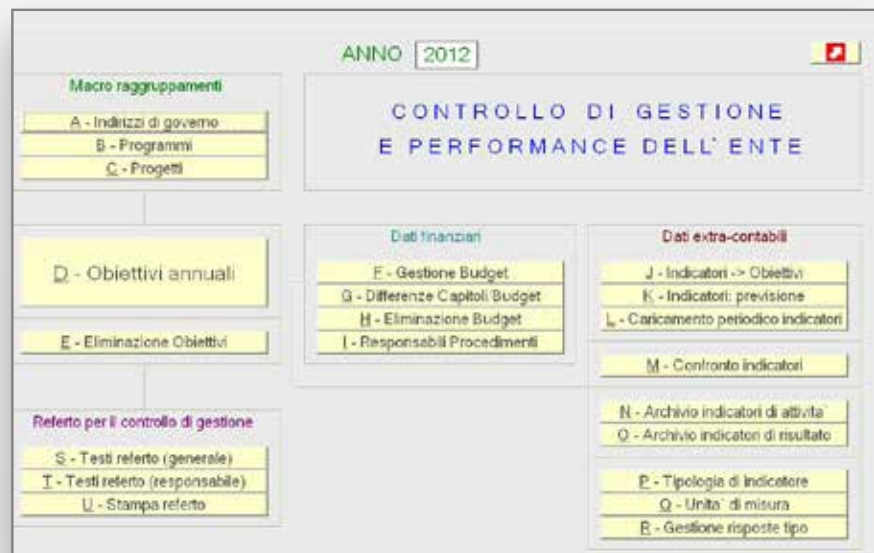 ANNO 2012
CONTROLLO DI GESTIONE
E PERFORMANCE DELL' ENTE
Macro raggruppamenti
A - Indirizzi di governo
B - Programmi
C - Progetti
D - Obiettivi annuali
E - Eliminazione Obiettivi
Referto per il controllo di gestione
S - Testi referto (generale)
T - Testi referto (responsabile)
U - Stampa referto
Dati finanziari
F - Gestione Budget
G - Differenze Capitoli/Budget
H - Eliminazione Budget
I - Responsabili Procedimenti
Dati extra-contabili
J - Indicatori -> Obiettivi
K - Indicatori: previsione
L - Caricamento periodico indicatori
M - Confronto indicatori
N - Archivio indicatori di attivita`
O - Archivio indicatori di risultato
P - Tipologia di indicatore
Q - Unita` di misura
R - Gestione risposte tipo